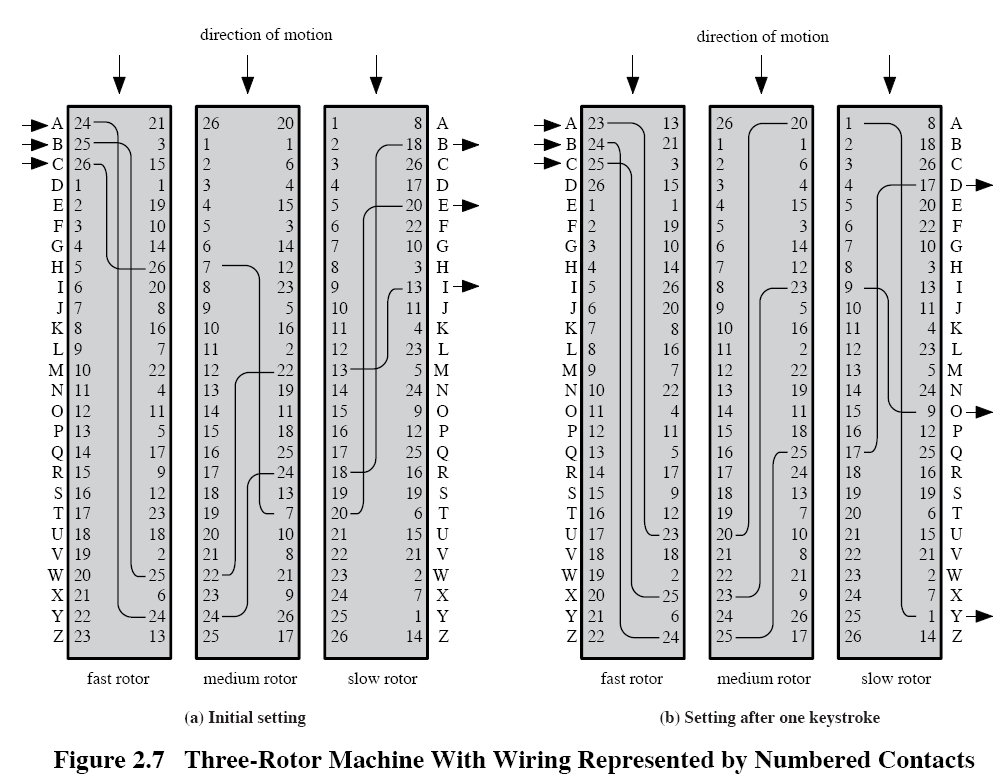 direction of motion direction of motion
A 24 21 26 20 1 8 A A 23 13 26 20 1 8 A
B 25 3 1 1 2 18 B B 24 21 1 1 2 18 B
C 26 15 2 6 3 26 C C 25 3 2 6 3 26 C
D 1 1 3 4 4 17 D D 26 15 3 4 4 17 D
E 2 19 4 15 5 20 E E 1 1 4 15 5 20 E
F 3 10 5 3 6 22 F F 2 19 5 3 6 22 F
G 4 14 6 14 7 10 G G 3 10 6 14 7 10 G
H 5 26 7 12 8 3 H H 4 14 7 12 8 3 H
I 6 20 8 23 9 13 I I 5 26 8 23 9 13 I
J 7 8 9 5 10 11 J J 6 20 9 5 10 11 J
K 8 16 10 16 11 4 K K 7 8 10 16 11 4 K
L 9 7 11 2 12 23 L L 8 16 11 2 12 23 L
M 10 22 12 22 13 5 M M 9 7 12 22 13 5 M
N 11 4 13 19 14 24 N N 10 22 13 19 14 24 N
O 12 11 14 11 15 9 O O 11 4 14 11 15 9 O
P 13 5 15 18 16 12 P P 12 11 15 18 16 12 P
Q 14 17 16 25 17 25 Q Q 13 5 16 25 17 25 Q
R 15 9 17 24 18 16 R R 14 17 17 24 18 16 R
S 16 12 18 13 19 19 S S 15 9 18 13 19 19 S
T 17 23 19 7 20 6 T T 16 12 19 7 20 6 T
U 18 18 20 10 21 15 U U 17 23 20 10 21 15 U
V 19 2 21 8 22 21 V V 18 18 21 8 22 21 V
W 20 25 22 21 23 2 W W 19 2 22 21 23 2 W
X 21 6 23 9 24 7 X X 20 25 23 9 24 7 X
Y 22 24 24 26 25 1 Y Y 21 6 24 26 25 1 Y
Z 23 13 25 17 26 14 Z Z 22 24 25 17 26 14 Z
fast rotor medium rotor slow rotor fast rotor medium rotor slow rotor
(a) Initial setting (b) Setting after one keystroke
Figure 2.7 Three-Rotor Machine With Wiring Represented by Numbered Contacts